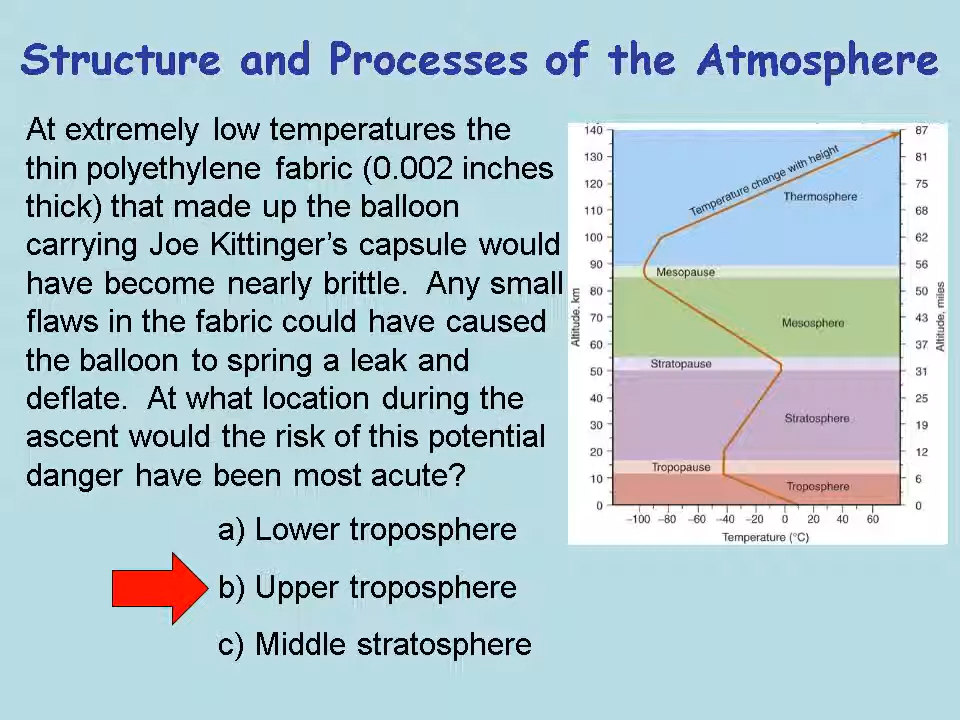 Structure and Processes of the Atmosphere
At extremely low temperatures the
thin polyethylene fabric (0.002 inches
thick) that made up the balloon
carrying Joe Kittinger's capsule would
have become nearly brittle.  Any small
flaws in the fabric could have caused
the balloon to spring a leak and
deflate.  At what location during the
ascent would the risk of this potential
danger have been most acute?
a) Lower troposphere
b) Upper troposphere
c) Middle stratosphere
140
130
120
110
100
90
80
70
60
50
40
30
20
10
0
Altitude, km
Temperature change with height
Thermosphere
Mesopause
Mesosphere
Stratopause
Stratosphere
Tropopause
Troposphere
87
81
75
68
62
56
50
43
37
31
25
19
12
6
0
Altitude, miles
–100 –80 –60 –40 –20 0 20 40 60
Temperature (°C)